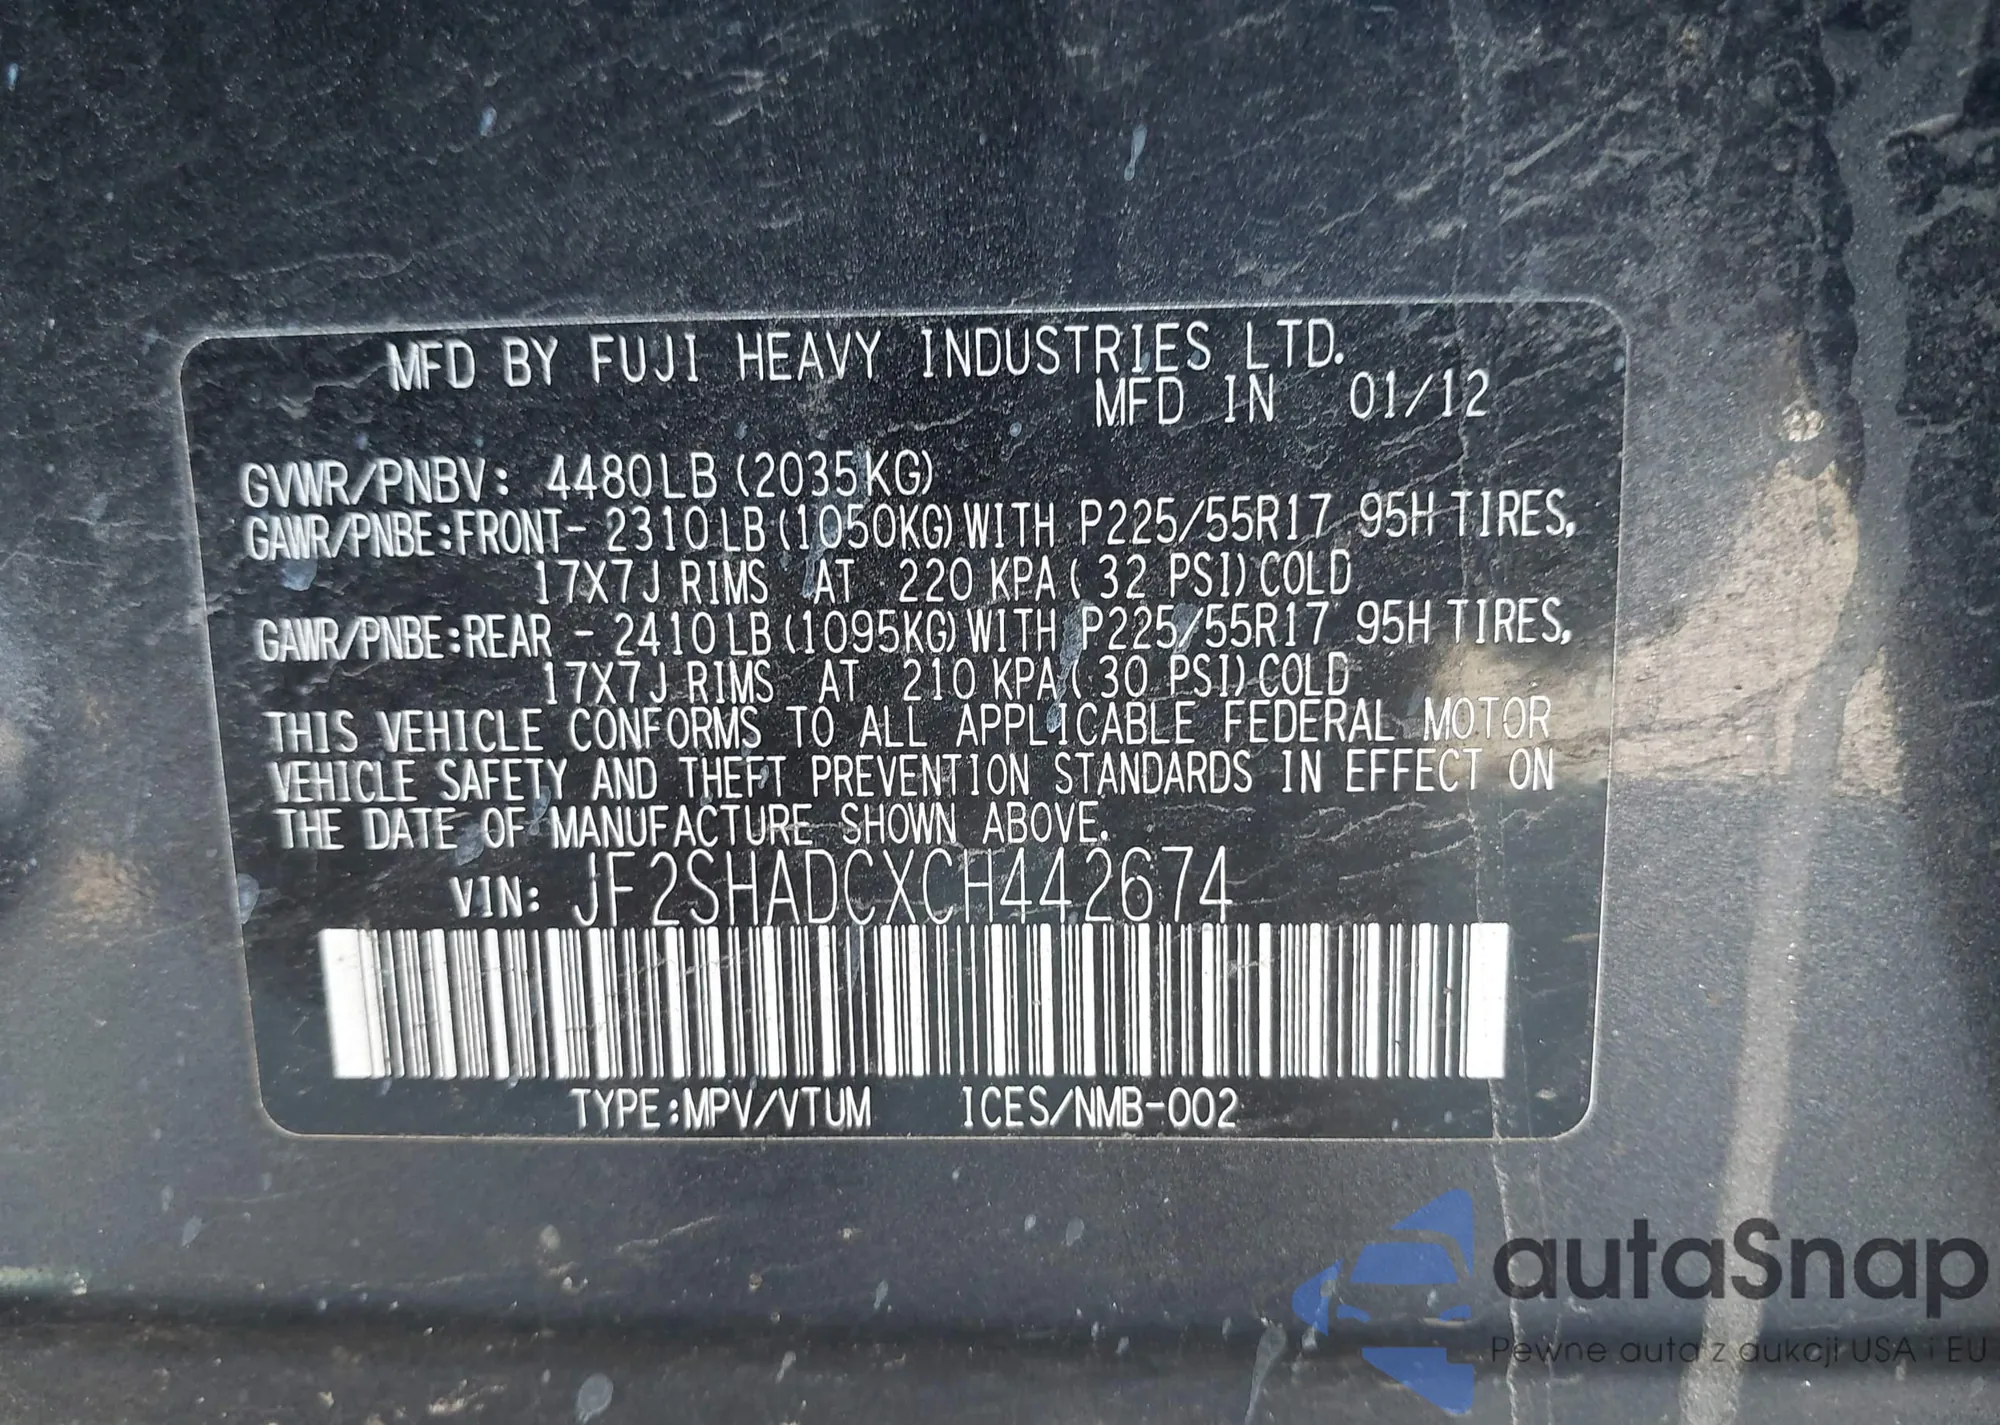 MFD BY FUJI HEAVY INDUSTRIES LTD.
MFD IN 01/12
GVWR/PNBV: 4480LB (2035KG)
GAWR/PNBE:FRONT- 2310LB (1050KG) WITH P225/55R17 95H TIRES,
17X7J RIMS AT 220 KPA ( 32 PSI) COLD
GAWR/PNBE:REAR - 2410LB (1095KG) WITH P225/55R17 95H TIRES,
17X7J RIMS AT 210 KPA ( 30 PSI) COLD
THIS VEHICLE CONFORMS TO ALL APPLICABLE FEDERAL MOTOR
VEHICLE SAFETY AND THEFT PREVENTION STANDARDS IN EFFECT ON
THE DATE OF MANUFACTURE SHOWN ABOVE.
VIN: JF2SHADCXCH442674
TYPE:MPV/VTUM ICES/NMB-002
autaSnap
Pewne auta z aukcji USA i EU